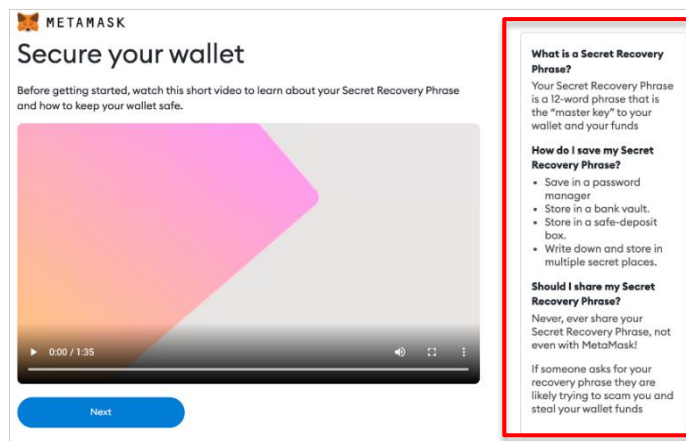 METAMASK
Secure your wallet
Before getting started, watch this short video to learn about your Secret Recovery Phrase
and how to keep your wallet safe.
0:00 / 1:35
Next
What is a Secret Recovery
Phrase?
Your Secret Recovery Phrase
is a 12-word phrase that is
the “master key” to your
wallet and your funds
How do I save my Secret
Recovery Phrase?
• Save in a password
manager
• Store in a bank vault.
• Store in a safe-deposit
box.
• Write down and store in
multiple secret places.
Should I share my Secret
Recovery Phrase?
Never, ever share your
Secret Recovery Phrase, not
even with MetaMask!
If someone asks for your
recovery phrase they are
likely trying to scam you and
steal your wallet funds